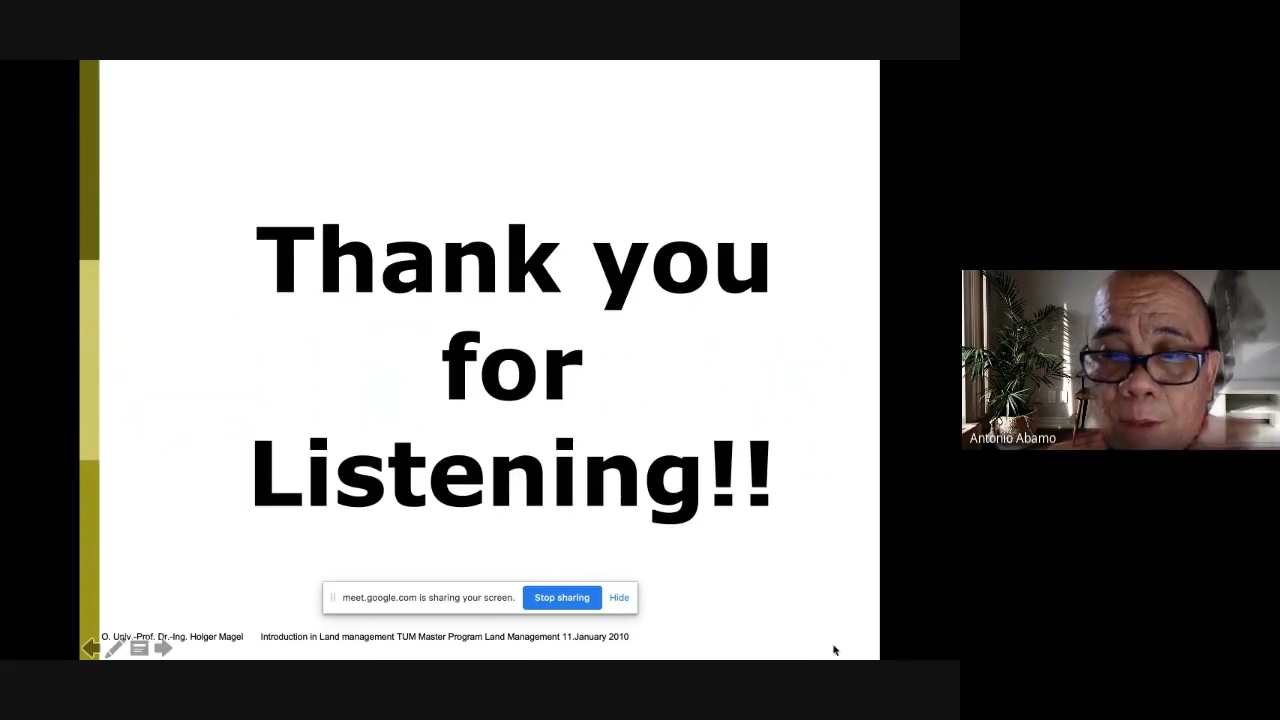 Thank you
for
Listening!!
meet.google.com is sharing your screen. Stop sharing Hide
O. Univ.-Prof. Dr.-Ing. Holger Magel Introduction in Land management TUM Master Program Land Management 11.January 2010
Antonio Abamo